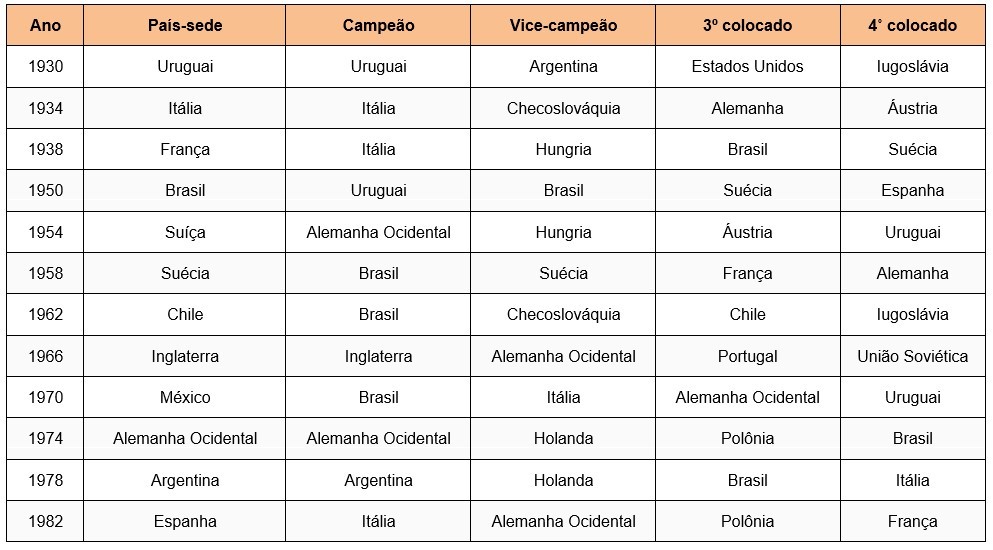 Ano País-sede Campeão Vice-campeão 3º colocado 4˚ colocado
1930 Uruguai Uruguai Argentina Estados Unidos Iugoslávia
1934 Itália Itália Checoslováquia Alemanha Áustria
1938 França Itália Hungria Brasil Suécia
1950 Brasil Uruguai Brasil Suécia Espanha
1954 Suíça Alemanha Ocidental Hungria Áustria Uruguai
1958 Suécia Brasil Suécia França Alemanha
1962 Chile Brasil Checoslováquia Chile Iugoslávia
1966 Inglaterra Inglaterra Alemanha Ocidental Portugal União Soviética
1970 México Brasil Itália Alemanha Ocidental Uruguai
1974 Alemanha Ocidental Alemanha Ocidental Holanda Polônia Brasil
1978 Argentina Argentina Holanda Brasil Itália
1982 Espanha Itália Alemanha Ocidental Polônia França